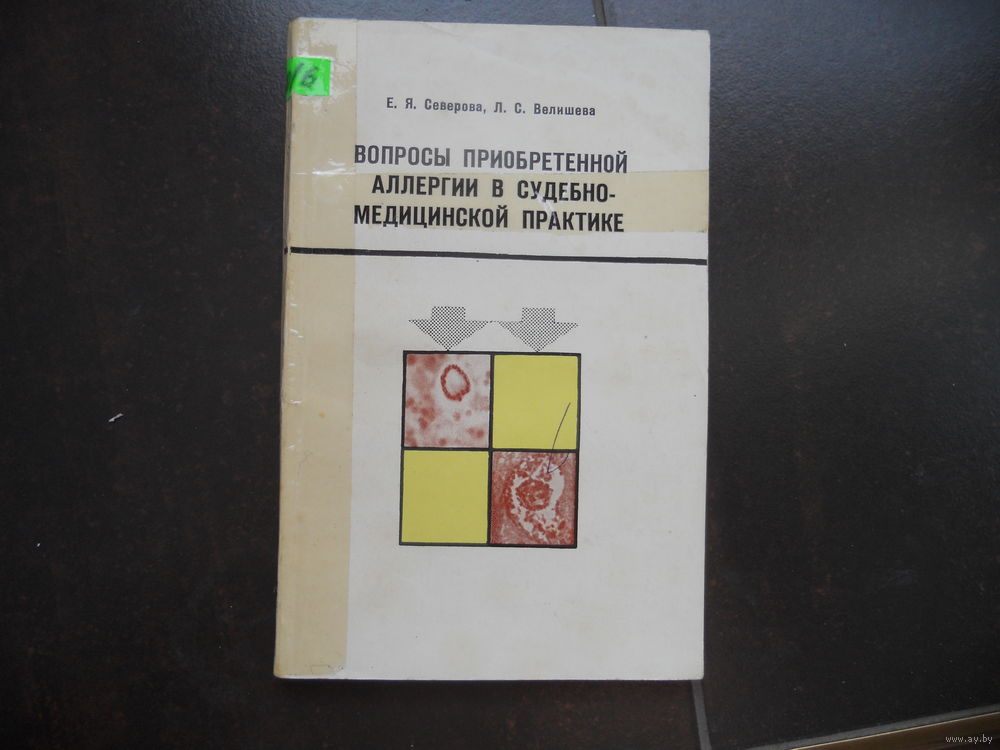 Е. Я. Северова, Л. С. Велишева
ВОПРОСЫ ПРИОБРЕТЕННОЙ
АЛЛЕРГИИ В СУДЕБНО-
МЕДИЦИНСКОЙ ПРАКТИКЕ
www.ay.by